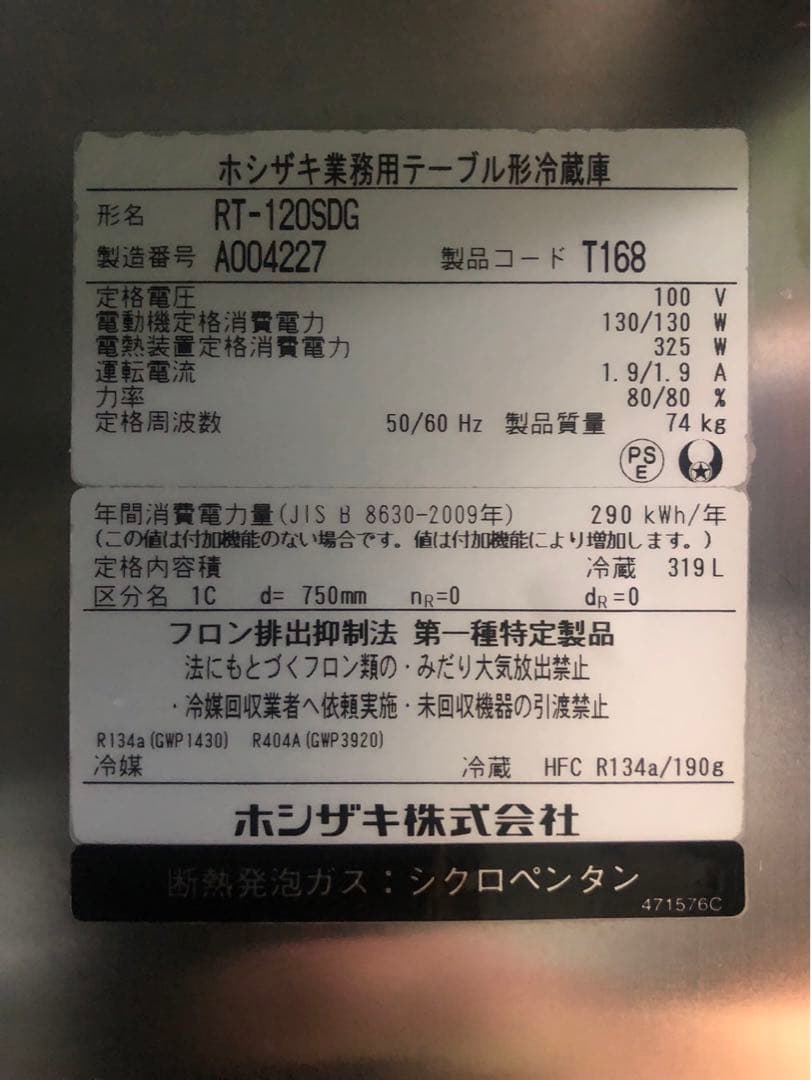 ホシザキ業務用テーブル形冷蔵庫
形名 RT-120SDG
製造番号 A004227 製品コード T168
定格電圧 100 V
電動機定格消費電力 130/130 W
電熱装置定格消費電力 325 W
運転電流 1.9/1.9 A
力率 80/80 %
定格周波数 50/60 Hz 製品質量 74 kg
PS
E
年間消費電力量(JIS B 8630-2009年) 290 kWh/年
(この値は付加機能のない場合です。値は付加機能により増加します。)
定格内容積 冷蔵 319L
区分名 1C d= 750mm nR=0 dR=0
フロン排出抑制法 第一種特定製品
法にもとづくフロン類の・みだり大気放出禁止
・冷媒回収業者へ依頼実施・未回収機器の引渡禁止
R134a(GWP1430) R404A(GWP3920)
冷媒 冷蔵 HFC R134a/190g
ホシザキ株式会社
断熱発泡ガス:シクロペンタン
471576C